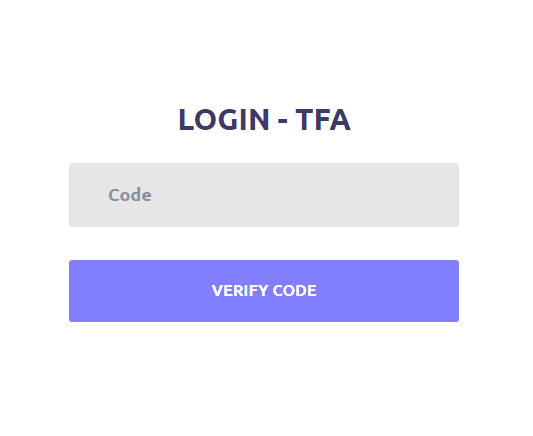 LOGIN - TFA
Code
VERIFY CODE